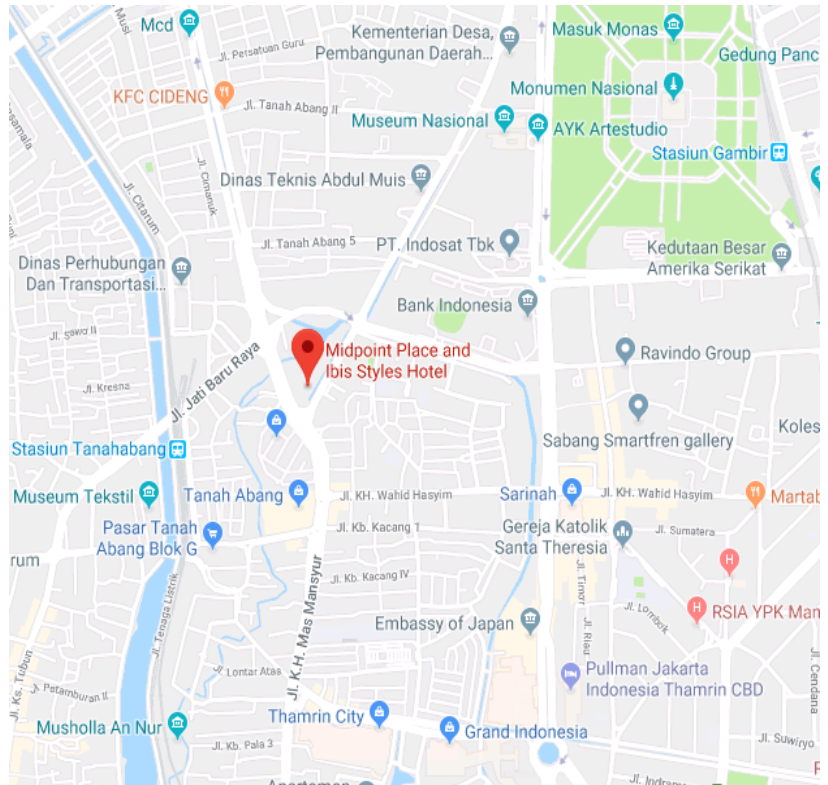 Musi
Mcd
Jl. Persatuan Guru
Kementerian Desa,
Pembangunan Daerah...
Masuk Monas
Gedung Panc
KFC CIDENG
Jl. Tanah Abang II
Monumen Nasional
Museum Nasional
AYK Artestudio
Stasiun Gambir
Jl. Cimanuk
Dinas Teknis Abdul Muis
Jl. Citarum
Jl. Tanah Abang 5
PT. Indosat Tbk
Kedutaan Besar
Amerika Serikat
Dinas Perhubungan
Dan Transportasi...
Bank Indonesia
Jl. Sawo II
Midpoint Place and
Ibis Styles Hotel
Ravindo Group
Jl. Jati Baru Raya
Jl. Kresna
Koles
Sabang Smartfren gallery
Stasiun Tanahabang
Museum Tekstil
Tanah Abang
Jl. KH. Wahid Hasyim
Sarinah
Jl. KH. Wahid Hasyim
Martab
Pasar Tanah
Abang Blok G
Jl. Kb. Kacang 1
Gereja Katolik
Santa Theresia
Jl. Sumatera
rum
Jl. Kb. Kacang IV
Jl. Tenaga Listrik
Jl. K.H. Mas Mansyur
Jl. Timor
Jl. Lombok
RSIA YPK Man
Embassy of Japan
Jl. Riau
Jl. Ks. Tubun
Jl. Lontar Atas
Pullman Jakarta
Indonesia Thamrin CBD
Jl. Cendana
Jl. Petamburan II
Musholla An Nur
Thamrin City
Grand Indonesia
Jl. Kb. Pala 3
Jl. Suwiryo
Jl. Indram